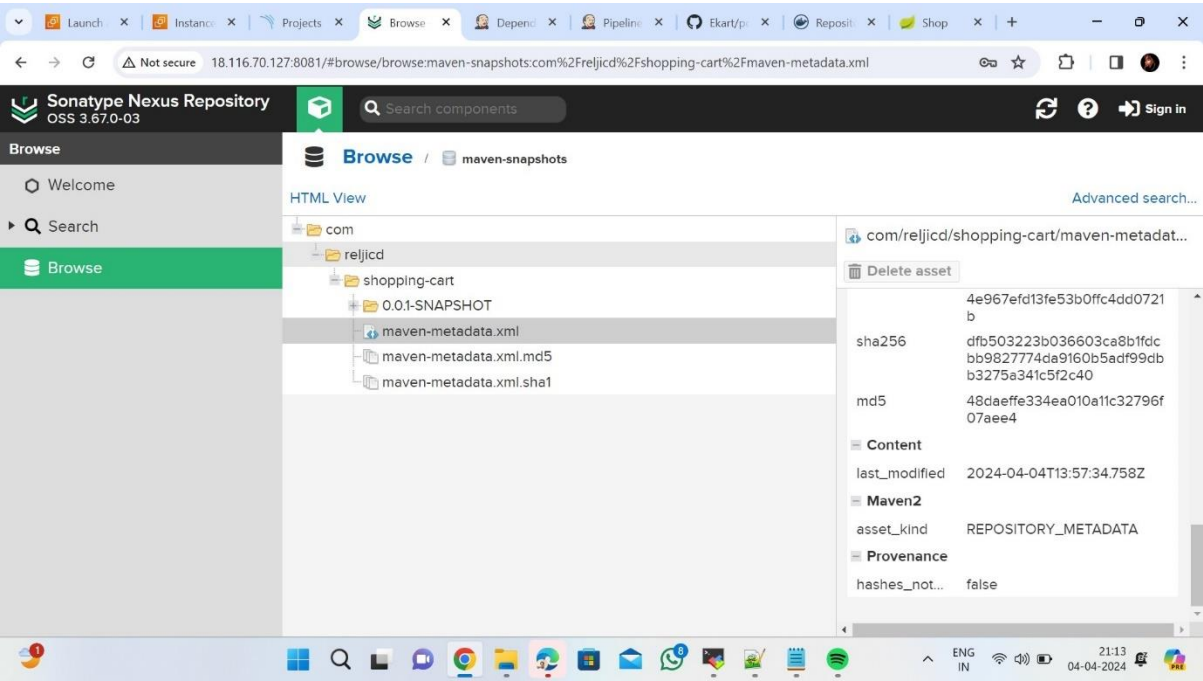 Launch
Instance
Projects
Browse
Depend
Pipeline
Ekart/p
Reposit
Shop
Not secure
18.116.70.127:8081/#browse/browse:maven-snapshots:com%2Freljicd%2Fshopping-cart%2Fmaven-metadata.xml
Sonatype Nexus Repository
OSS 3.67.0-03
Search components
Sign in
Browse
Welcome
Search
Browse
Browse / maven-snapshots
HTML View
Advanced search...
com
reljicd
shopping-cart
0.0.1-SNAPSHOT
maven-metadata.xml
maven-metadata.xml.md5
maven-metadata.xml.sha1
com/reljicd/shopping-cart/maven-metadat...
Delete asset
4e967efd13fe53b0ffc4dd0721
b
sha256
dfb503223b036603ca8b1fdc
bb9827774da9160b5adf99db
b3275a341c5f2c40
md5
48daeffe334ea010a11c32796f
07aee4
Content
last_modified 2024-04-04T13:57:34.758Z
Maven2
asset_kind REPOSITORY_METADATA
Provenance
hashes_not... false
1
8
ENG
IN
21:13
04-04-2024
PRE